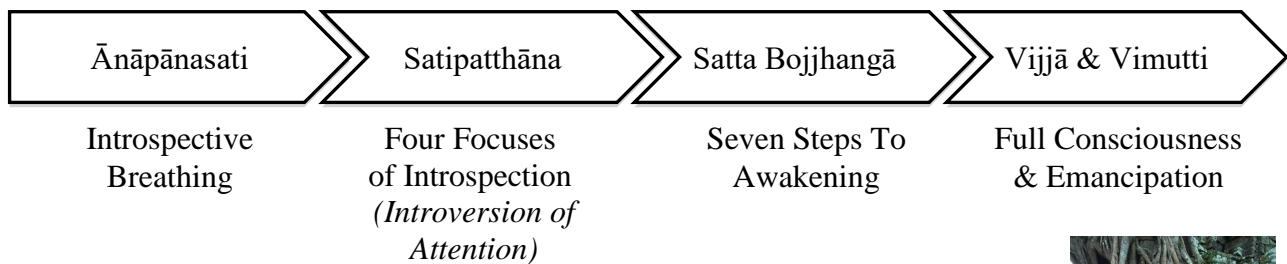 Ānāpānasati
Satipatthāna
Satta Bojjhangā
Vijjā & Vimutti
Introspective
Breathing
Four Focuses
of Introspection
(Introversion of
Attention)
Seven Steps To
Awakening
Full Consciousness
& Emancipation